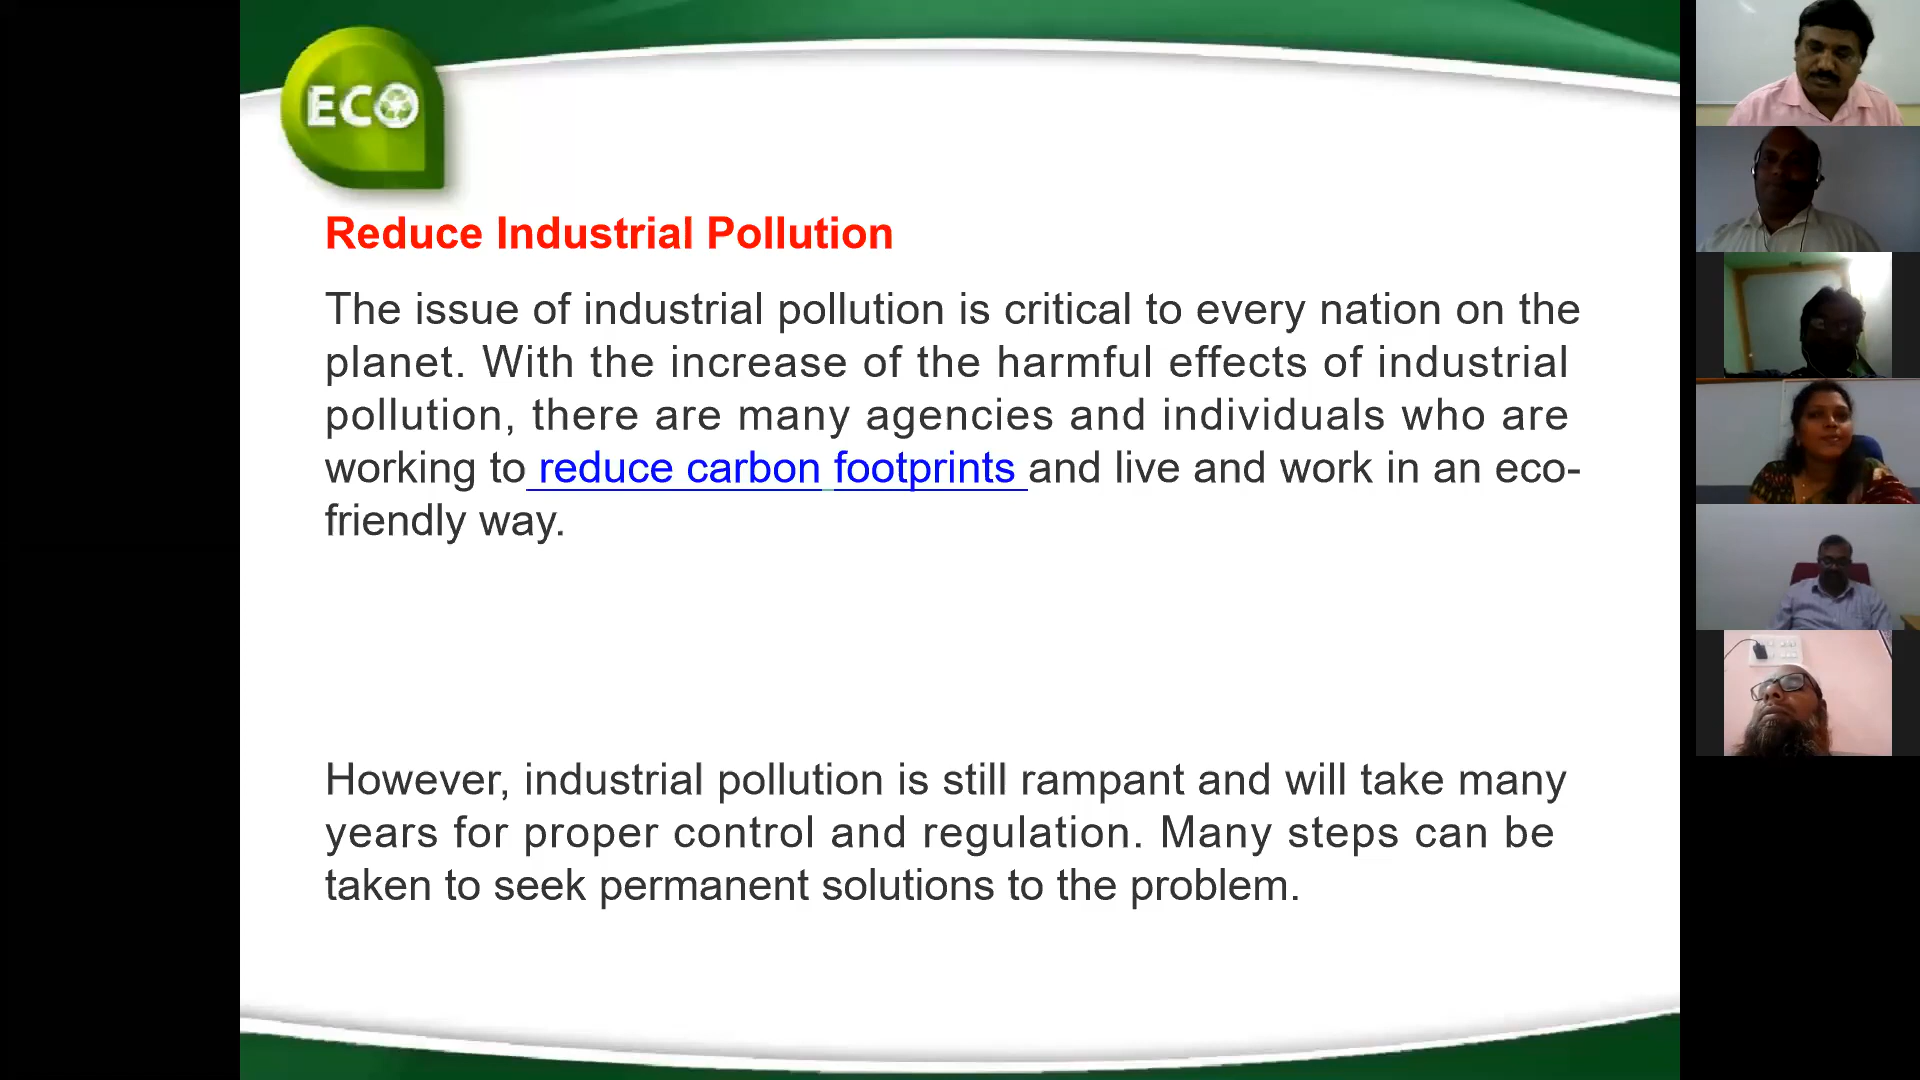 ECO
Reduce Industrial Pollution
The issue of industrial pollution is critical to every nation on the
planet. With the increase of the harmful effects of industrial
pollution, there are many agencies and individuals who are
working to reduce carbon footprints and live and work in an eco-
friendly way.
However, industrial pollution is still rampant and will take many
years for proper control and regulation. Many steps can be
taken to seek permanent solutions to the problem.